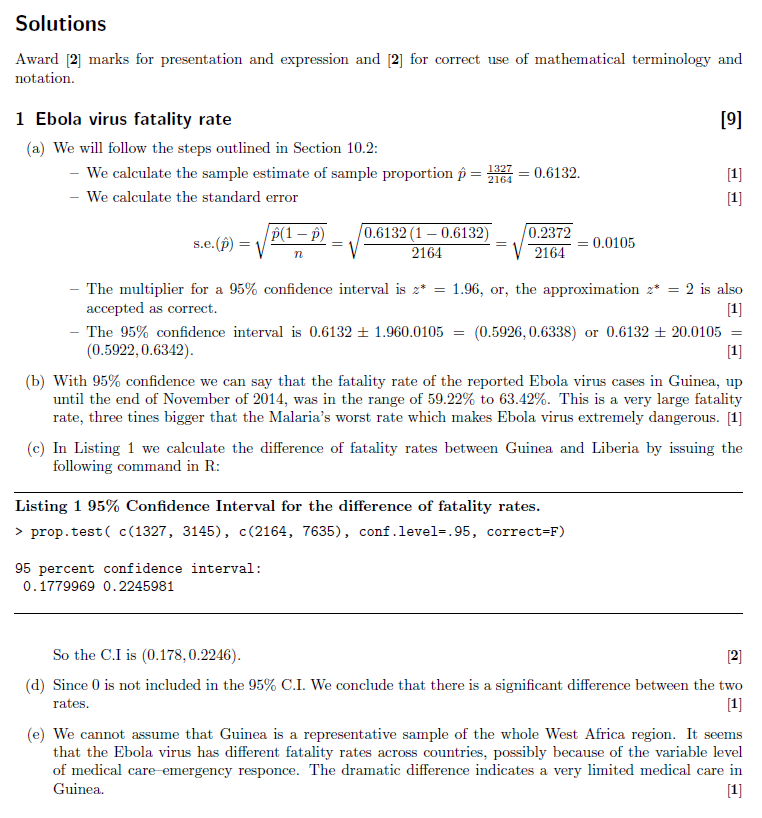 Solutions
Award [2] marks for presentation and expression and [2] for correct use of mathematical terminology and
notation.
1 Ebola virus fatality rate [9]
(a) We will follow the steps outlined in Section 10.2:
– We calculate the sample estimate of sample proportion p̂ = 1327/2164 = 0.6132. [1]
– We calculate the standard error [1]
s.e.(p̂) = √(p̂(1 − p̂)/n) = √(0.6132 (1 − 0.6132)/2164) = √(0.2372/2164) = 0.0105
– The multiplier for a 95% confidence interval is z* = 1.96, or, the approximation z* = 2 is also
accepted as correct. [1]
– The 95% confidence interval is 0.6132 ± 1.960.0105 = (0.5926, 0.6338) or 0.6132 ± 20.0105 =
(0.5922, 0.6342). [1]
(b) With 95% confidence we can say that the fatality rate of the reported Ebola virus cases in Guinea, up
until the end of November of 2014, was in the range of 59.22% to 63.42%. This is a very large fatality
rate, three tines bigger that the Malaria's worst rate which makes Ebola virus extremely dangerous. [1]
(c) In Listing 1 we calculate the difference of fatality rates between Guinea and Liberia by issuing the
following command in R:
Listing 1 95% Confidence Interval for the difference of fatality rates.
> prop.test( c(1327, 3145), c(2164, 7635), conf.level=.95, correct=F)
95 percent confidence interval:
0.1779969 0.2245981
So the C.I is (0.178, 0.2246). [2]
(d) Since 0 is not included in the 95% C.I. We conclude that there is a significant difference between the two
rates. [1]
(e) We cannot assume that Guinea is a representative sample of the whole West Africa region. It seems
that the Ebola virus has different fatality rates across countries, possibly because of the variable level
of medical care–emergency responce. The dramatic difference indicates a very limited medical care in
Guinea. [1]